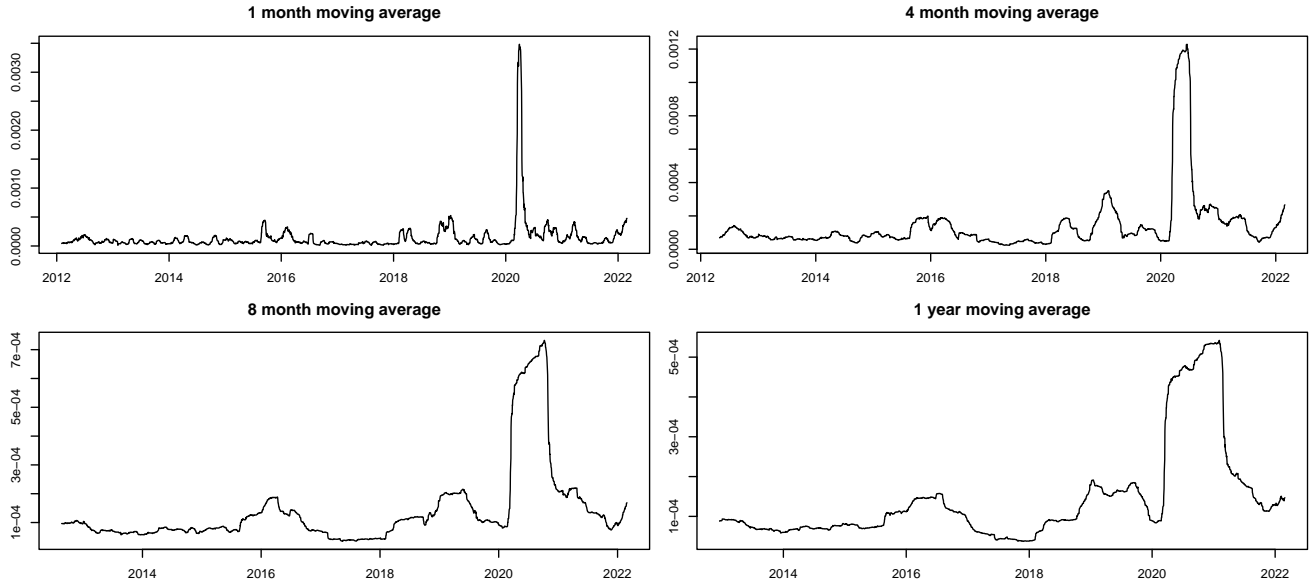 1 month moving average
0.0030
0.0020
0.0010
0.0000
2012 2014 2016 2018 2020 2022
4 month moving average
0.0012
0.0008
0.0004
0.0000
2012 2014 2016 2018 2020 2022
8 month moving average
7e−04
5e−04
3e−04
1e−04
2014 2016 2018 2020 2022
1 year moving average
5e−04
3e−04
1e−04
2014 2016 2018 2020 2022